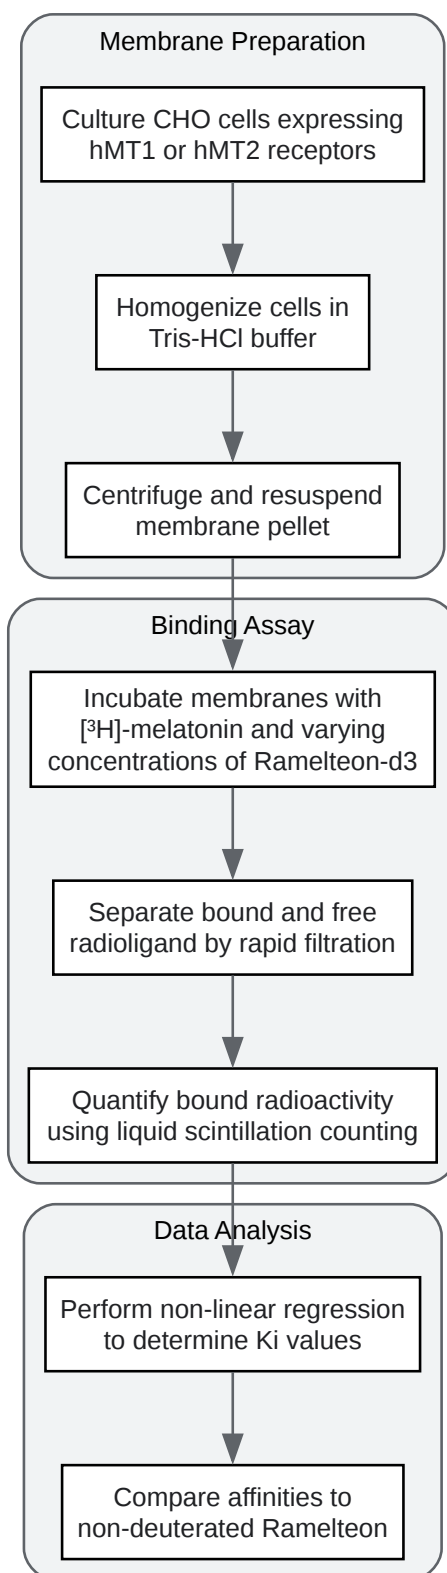 Membrane Preparation
Culture CHO cells expressing
hMT1 or hMT2 receptors
Homogenize cells in
Tris-HCl buffer
Centrifuge and resuspend
membrane pellet
Binding Assay
Incubate membranes with
[³H]-melatonin and varying
concentrations of Ramelteon-d3
Separate bound and free
radioligand by rapid filtration
Quantify bound radioactivity
using liquid scintillation counting
Data Analysis
Perform non-linear regression
to determine Ki values
Compare affinities to
non-deuterated Ramelteon